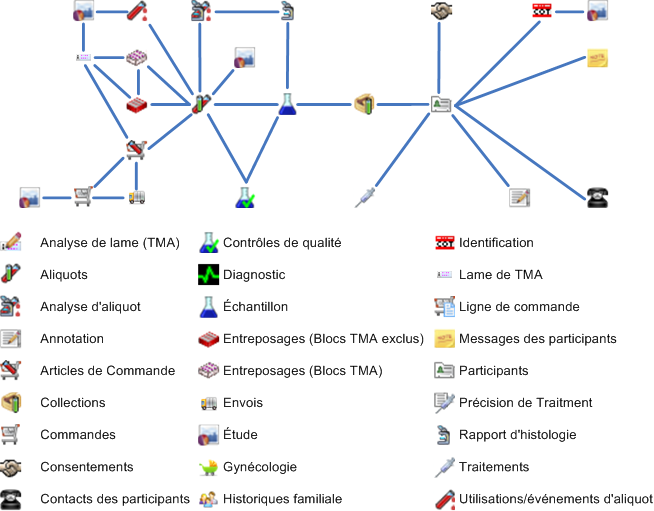 Analyse de lame (TMA) Contrôles de qualité Identification
Aliquots Diagnostic Lame de TMA
Analyse d'aliquot Échantillon Ligne de commande
Annotation Entreposages (Blocs TMA exclus) Messages des participants
Articles de Commande Entreposages (Blocs TMA) Participants
Collections Envois Précision de Traitment
Commandes Étude Rapport d'histologie
Consentements Gynécologie Traitements
Contacts des participants Historiques familiale Utilisations/événements d'aliquot